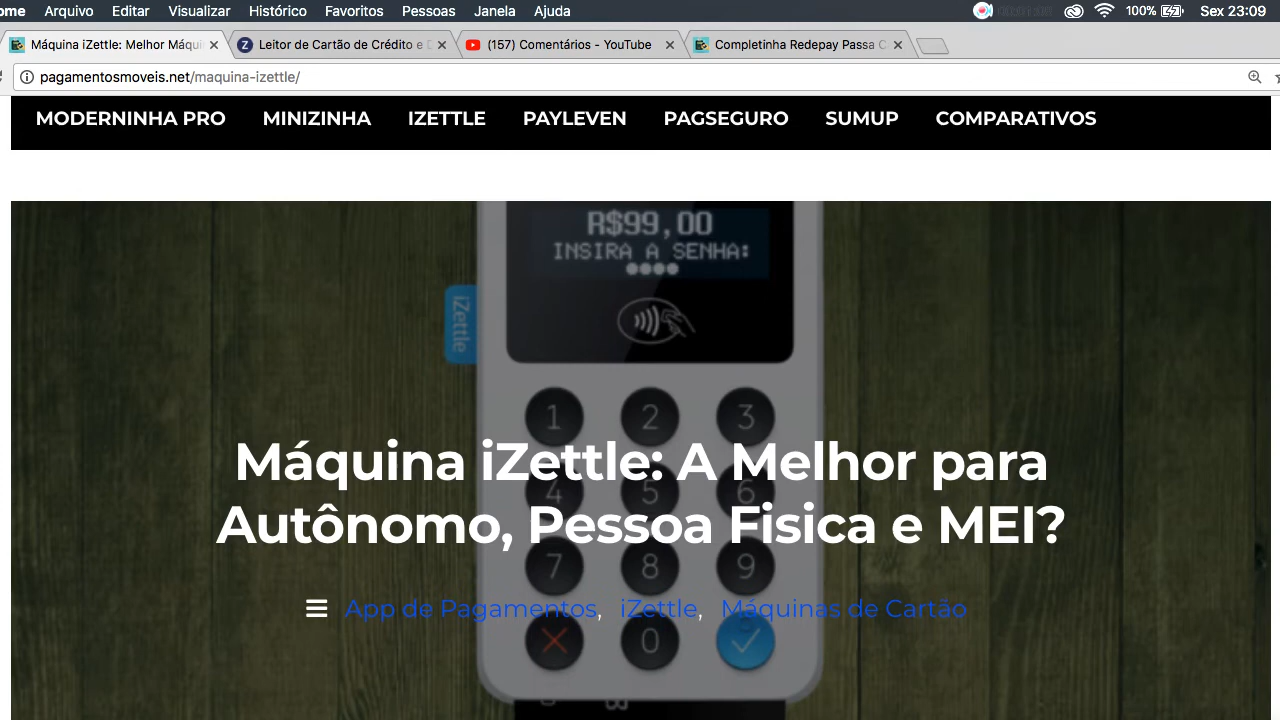 ome Arquivo Editar Visualizar Histórico Favoritos Pessoas Janela Ajuda 100% Sex 23:09
Máquina iZettle: Melhor Máqui Leitor de Cartão de Crédito e D (157) Comentários - YouTube Completinha Redepay Passa C
pagamentosmoveis.net/maquina-izettle/
MODERNINHA PRO MINIZINHA IZETTLE PAYLEVEN PAGSEGURO SUMUP COMPARATIVOS
R$99,00
INSIRA A SENHA:
iZettle
1 2 3
Máquina iZettle: A Melhor para
4 5 6
Autônomo, Pessoa Fisica e MEI?
7 8 9
App de Pagamentos, iZettle, Máquinas de Cartão
0